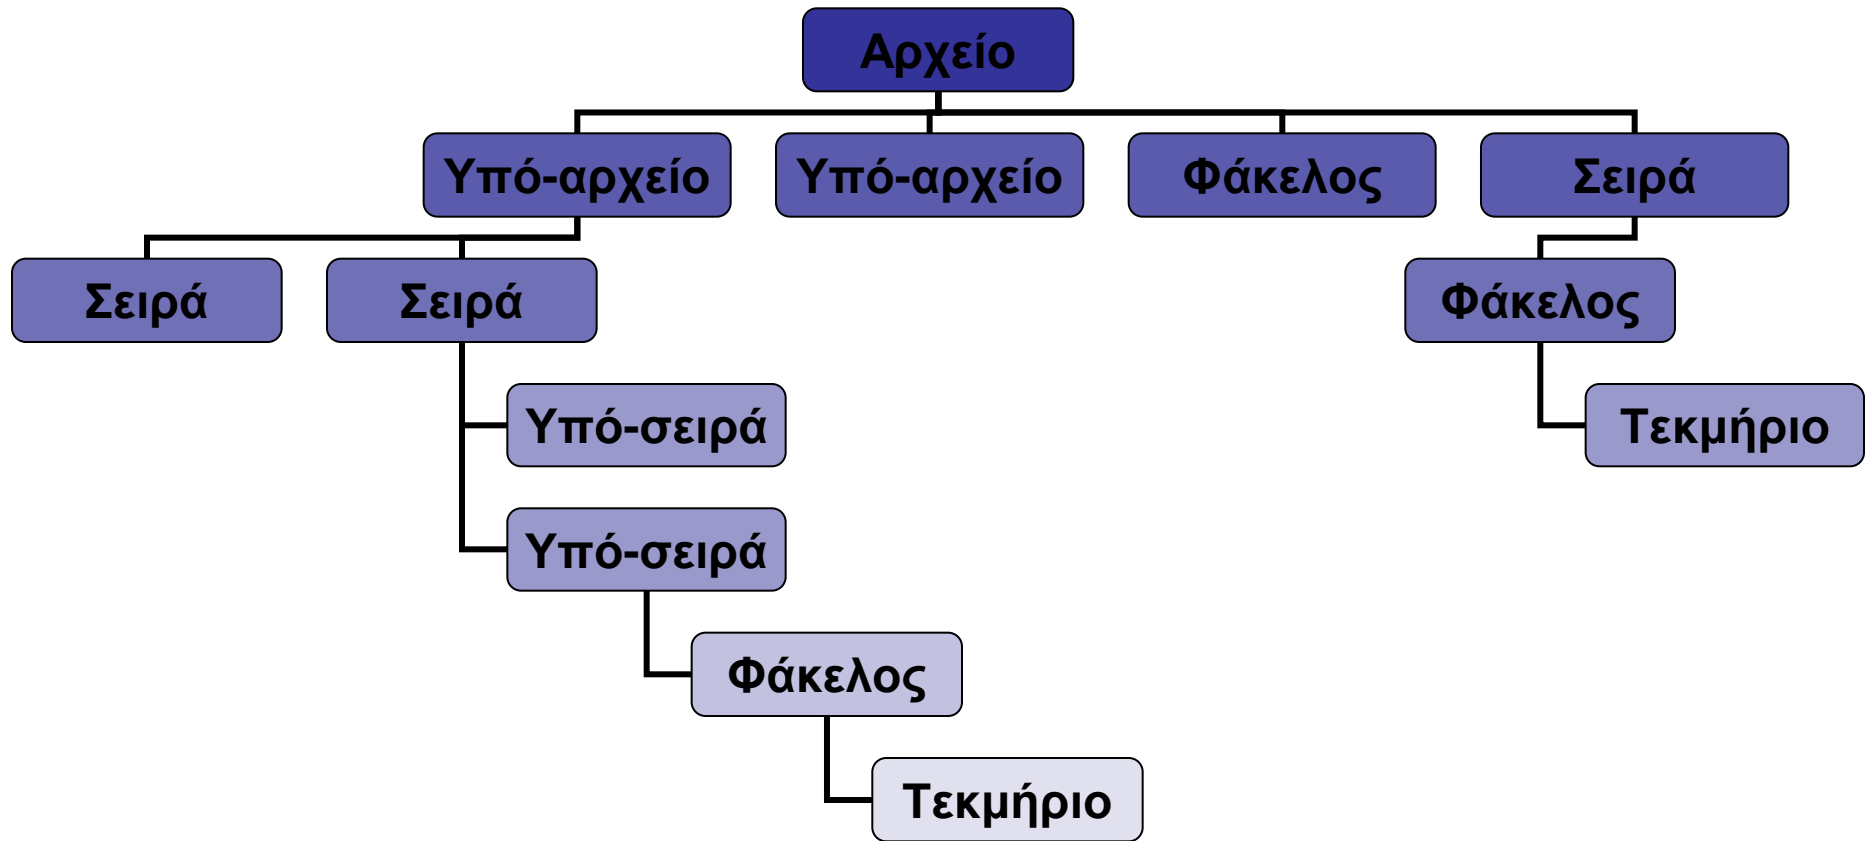 Αρχείο
Υπό-αρχείο
Υπό-αρχείο
Φάκελος
Σειρά
Σειρά
Σειρά
Φάκελος
Υπό-σειρά
Τεκμήριο
Υπό-σειρά
Φάκελος
Τεκμήριο